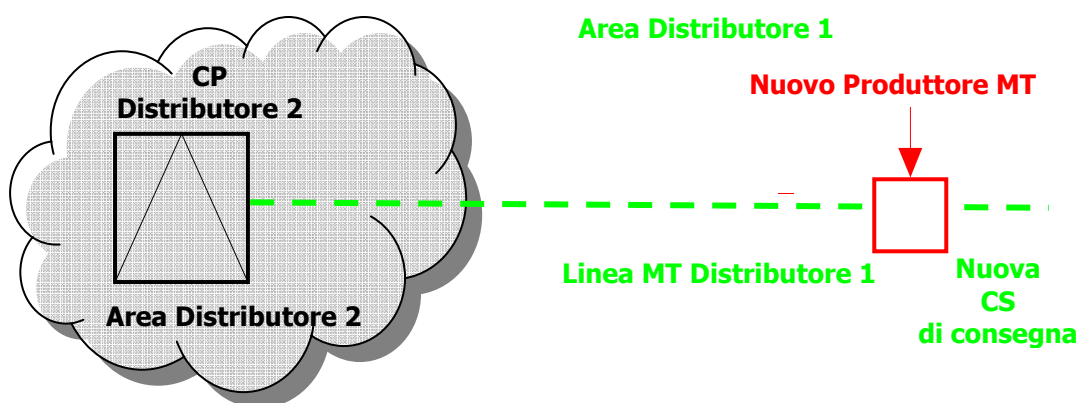 Area Distributore 1
CP
Distributore 2
Nuovo Produttore MT
Linea MT Distributore 1
Nuova
CS
di consegna
Area Distributore 2